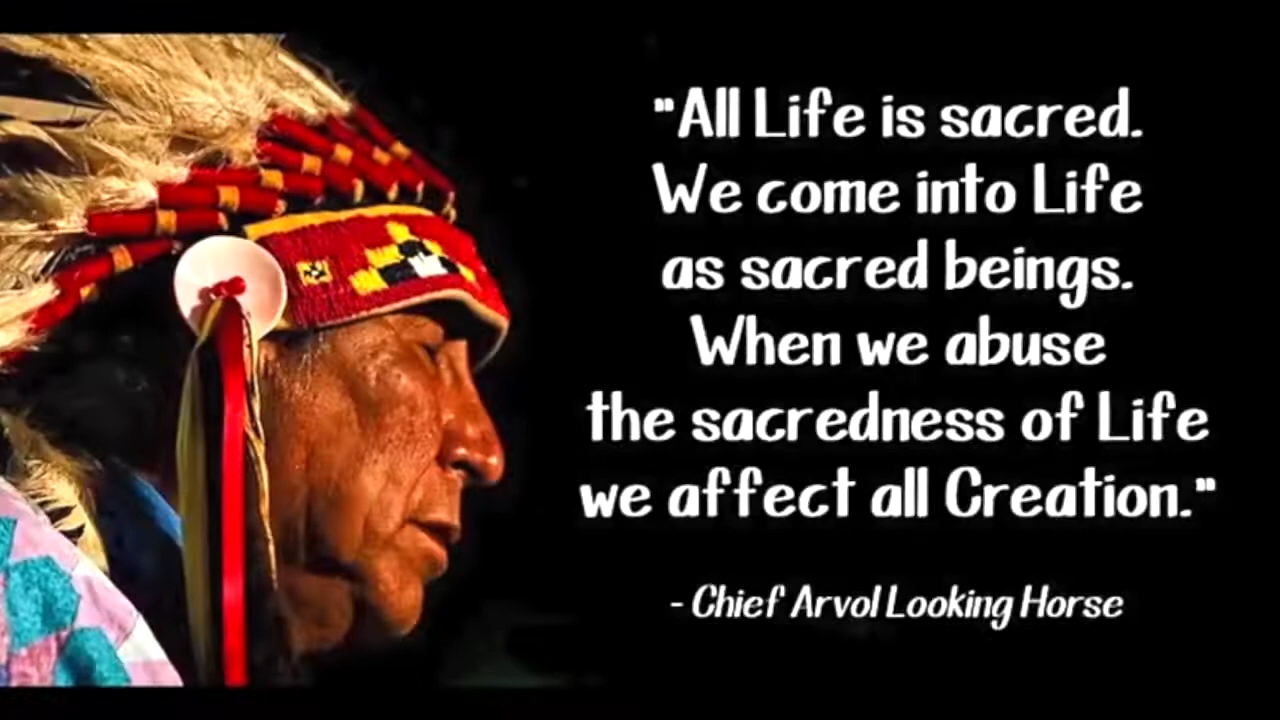 "All Life is sacred.
We come into Life
as sacred beings.
When we abuse
the sacredness of Life
we affect all Creation."
- Chief Arvol Looking Horse